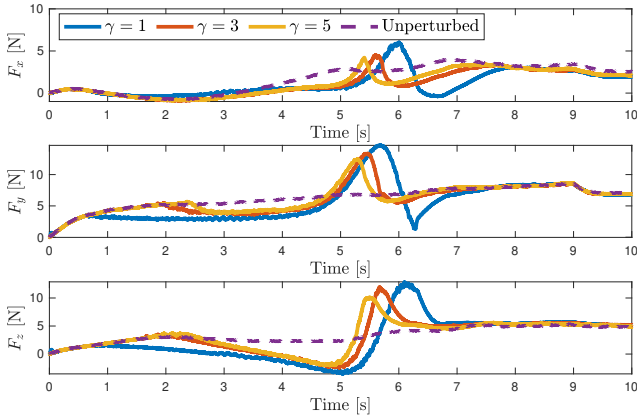 γ = 1 γ = 3 γ = 5 Unperturbed
10
5
0
F_x [N]
0 1 2 3 4 5 6 7 8 9 10
Time [s]
10
5
0
F_y [N]
0 1 2 3 4 5 6 7 8 9 10
Time [s]
10
5
0
F_z [N]
0 1 2 3 4 5 6 7 8 9 10
Time [s]